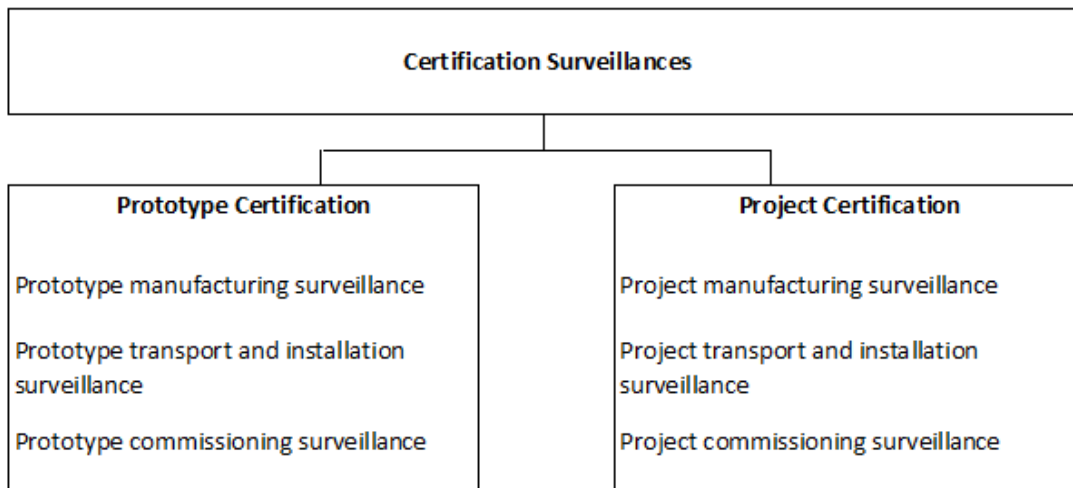 Certification Surveillances
Prototype Certification
Prototype manufacturing surveillance
Prototype transport and installation
surveillance
Prototype commissioning surveillance
Project Certification
Project manufacturing surveillance
Project transport and installation
surveillance
Project commissioning surveillance